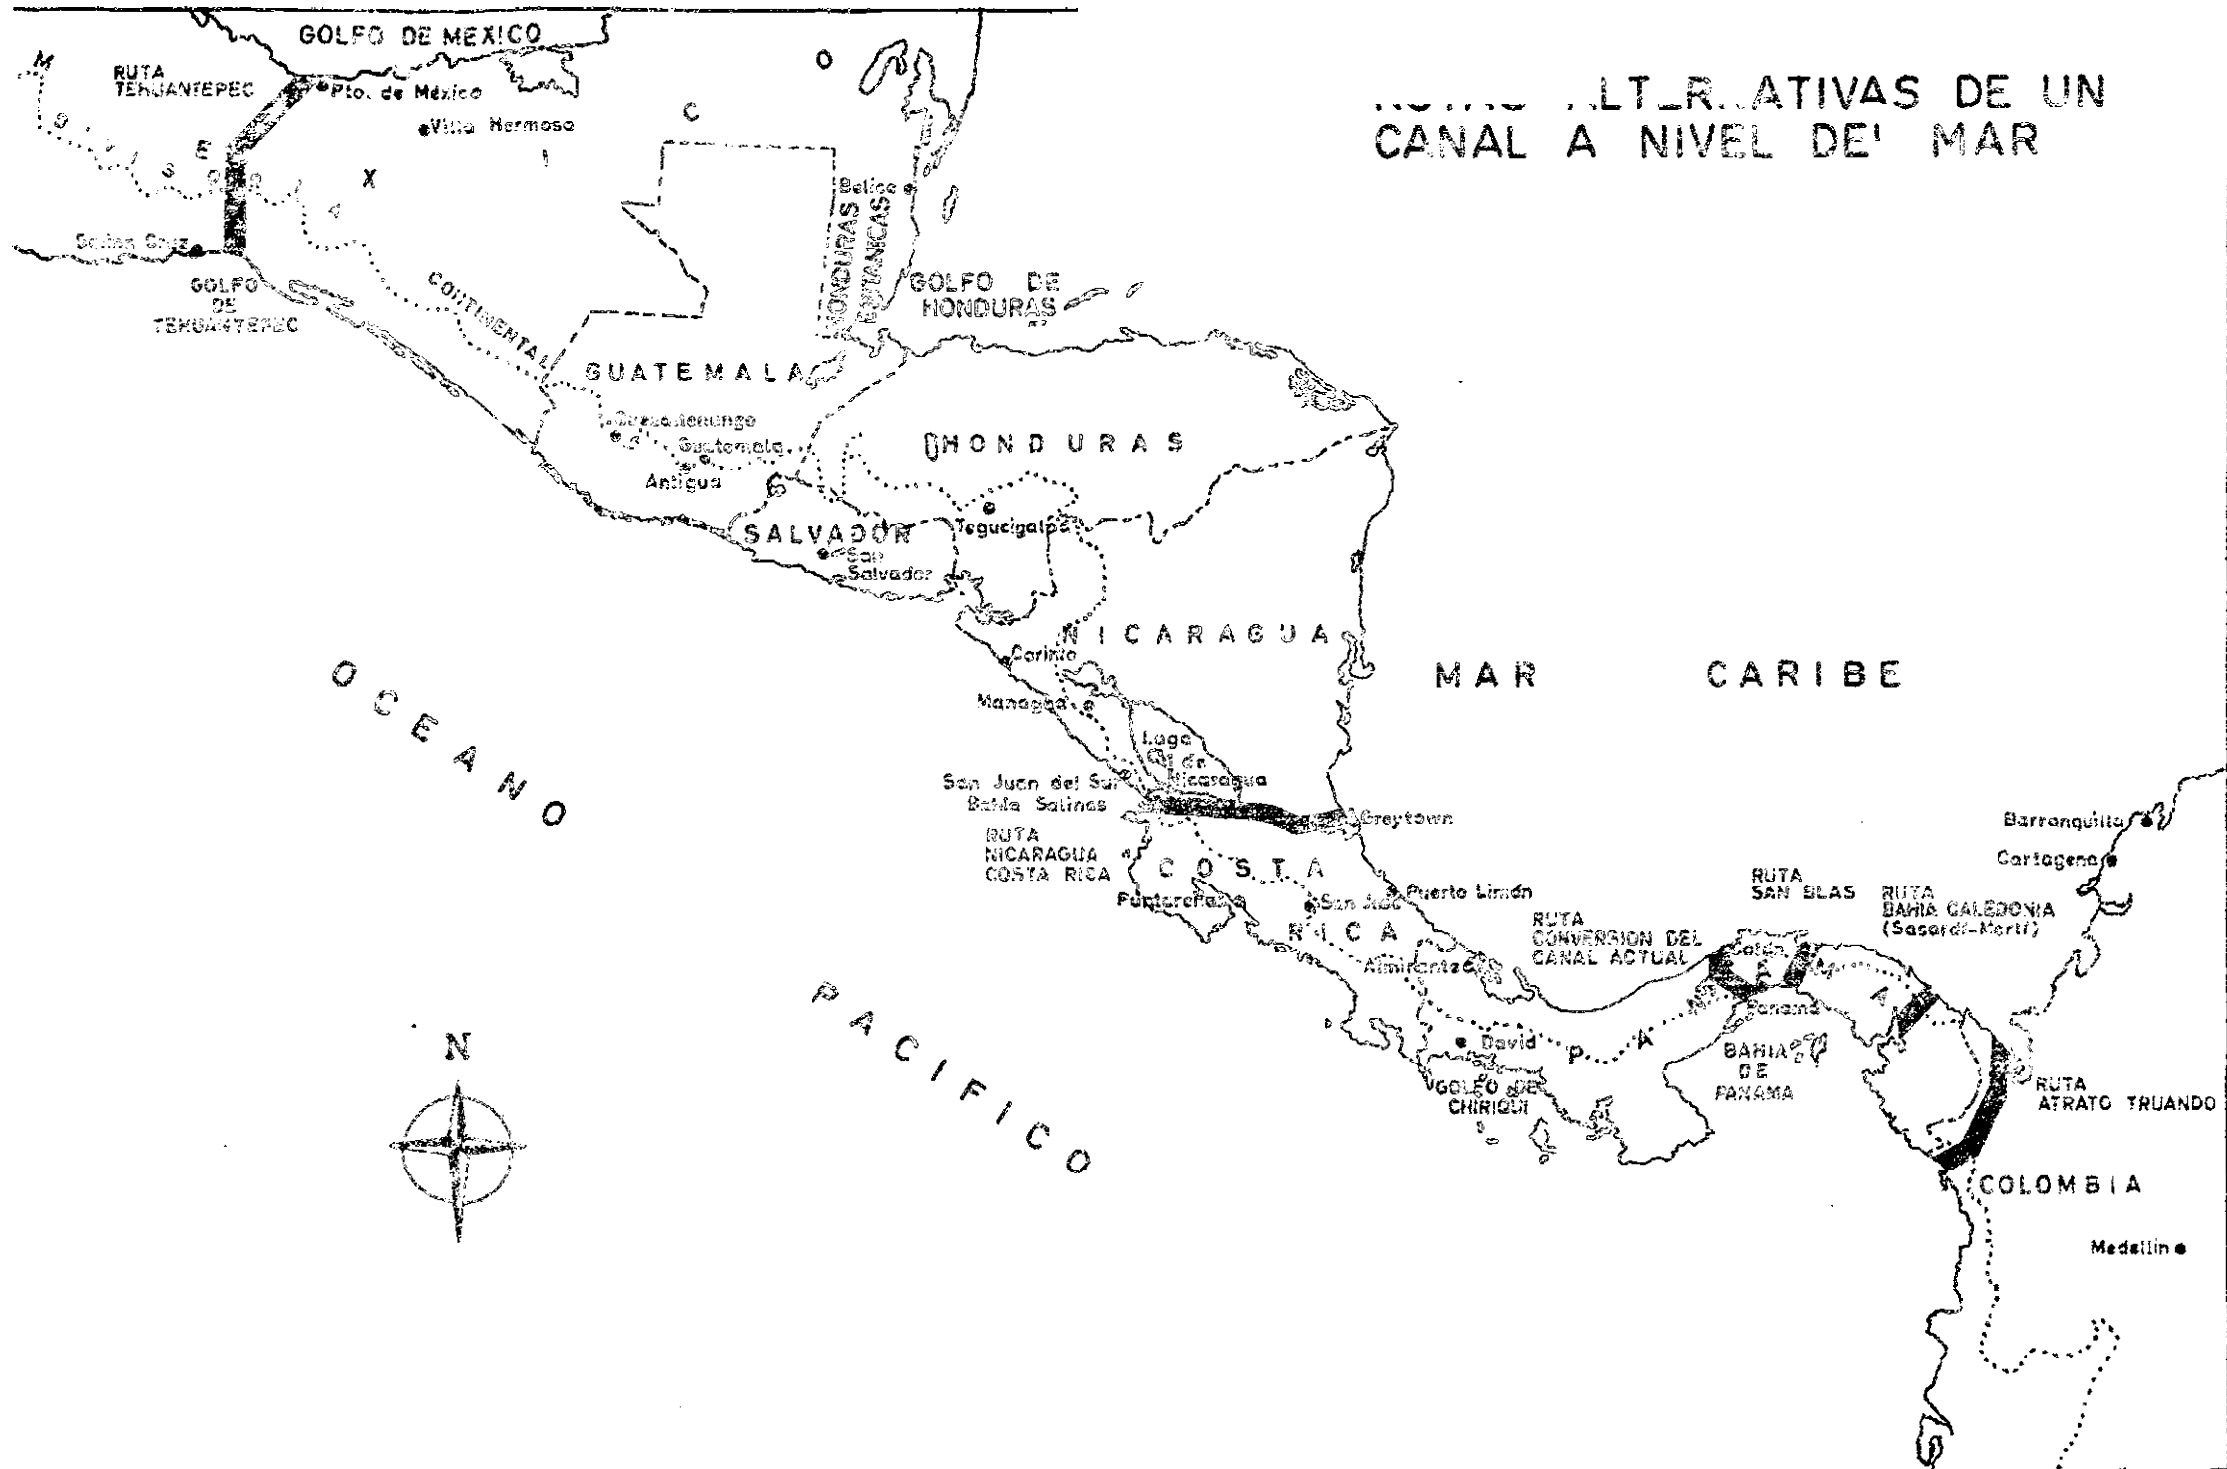 GOLFO DE MEXICO
RUTA
TEHUANTEPEC
Pto. de México
Villa Hermosa
M E X I C O
DIVISORIA
CONTINENTAL
ATIVAS DE UN
CANAL A NIVEL MAR
Belice
HONDURAS
BRITANICAS
Salina Cruz
GOLFO
DE
TEHUANTEPEC
GOLFO DE
HONDURAS
GUATEMALA
Guatemala
Antigua
HONDURAS
Tegucigalpa
SALVADOR
San
Salvador
NICARAGUA
Corinto
Managua
Lago
de
Nicaragua
San Juan del Sur
Bahía Salinas
Greytown
RUTA
NICARAGUA
COSTA RICA
COSTA
RICA
Puntarenas
San José
Puerto Limón
Almirante
OCEANO
PACIFICO
MAR CARIBE
Barranquilla
Cartagena
RUTA
SAN BLAS
RUTA
BAHIA CALEDONIA
(Sasardi-Morti)
RUTA
CONVERSION DEL
CANAL ACTUAL
Colón
Panamá
PANAMA
David
BAHIA
DE
PANAMA
GOLFO DE
CHIRIQUI
RUTA
ATRATO TRUANDO
COLOMBIA
Medellin
N